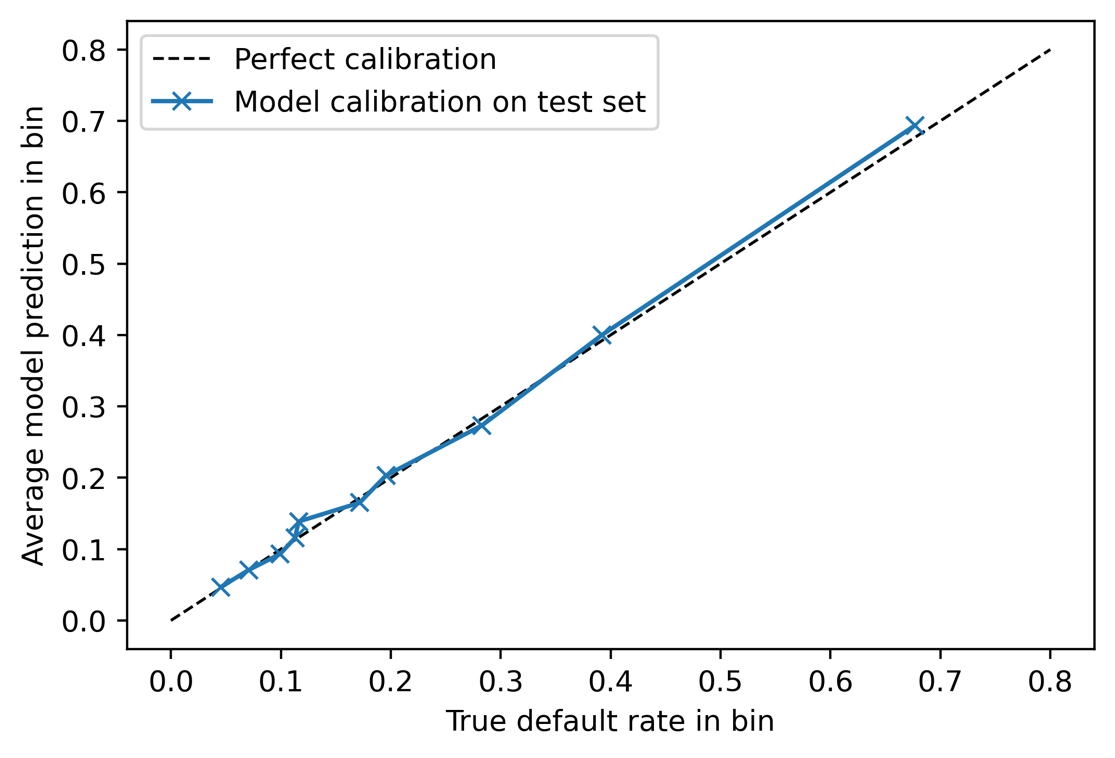 Perfect calibration
Model calibration on test set
Average model prediction in bin
0.8
0.7
0.6
0.5
0.4
0.3
0.2
0.1
0.0
0.0 0.1 0.2 0.3 0.4 0.5 0.6 0.7 0.8
True default rate in bin